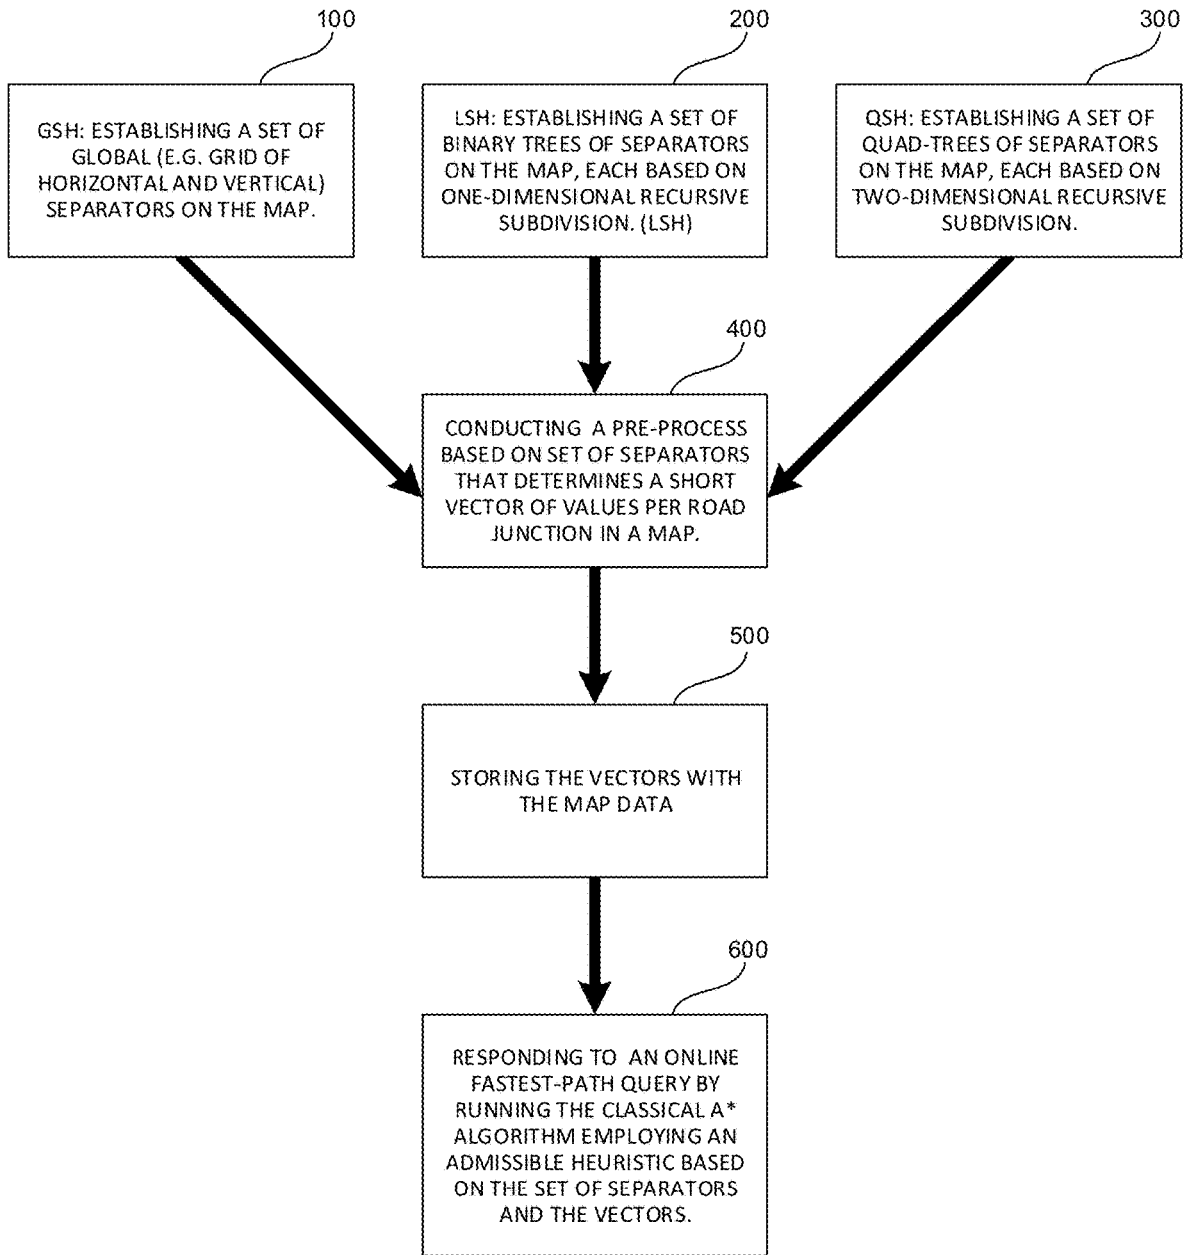 100
200
300
GSH: ESTABLISHING A SET OF
GLOBAL (E.G. GRID OF
HORIZONTAL AND VERTICAL)
SEPARATORS ON THE MAP.
LSH: ESTABLISHING A SET OF
BINARY TREES OF SEPARATORS
ON THE MAP, EACH BASED ON
ONE-DIMENSIONAL RECURSIVE
SUBDIVISION. (LSH)
QSH: ESTABLISHING A SET OF
QUAD-TREES OF SEPARATORS
ON THE MAP, EACH BASED ON
TWO-DIMENSIONAL RECURSIVE
SUBDIVISION.
400
CONDUCTING A PRE-PROCESS
BASED ON SET OF SEPARATORS
THAT DETERMINES A SHORT
VECTOR OF VALUES PER ROAD
JUNCTION IN A MAP.
500
STORING THE VECTORS WITH
THE MAP DATA
600
RESPONDING TO AN ONLINE
FASTEST-PATH QUERY BY
RUNNING THE CLASSICAL A*
ALGORITHM EMPLOYING AN
ADMISSIBLE HEURISTIC BASED
ON THE SET OF SEPARATORS
AND THE VECTORS.